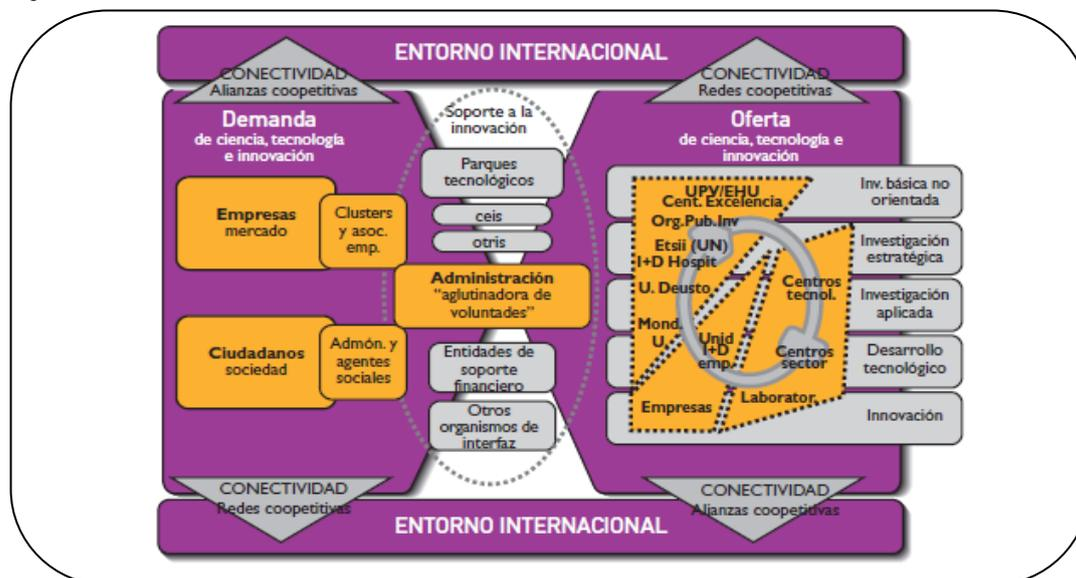 ENTORNO INTERNACIONAL
CONECTIVIDAD
Alianzas coopetitivas
CONECTIVIDAD
Redes coopetitivas
Demanda
de ciencia, tecnología
e innovación
Empresas
mercado
Clusters
y asoc.
emp.
Ciudadanos
sociedad
Admón. y
agentes
sociales
Soporte a la
innovación
Parques
tecnológicos
ceis
otris
Administración
“aglutinadora de
voluntades”
Entidades de
soporte
financiero
Otros
organismos de
interfaz
Oferta
de ciencia, tecnología e
innovación
UPV/EHU
Cent. Excelencia
Org.Pub.Inv
Etsii (UN)
I+D Hospit
U. Deusto
Mond.
U.
Unid
I+D
emp.
Empresas
Centros
tecnol.
Centros
sector
Laborator.
Inv. básica no
orientada
Investigación
estratégica
Investigación
aplicada
Desarrollo
tecnológico
Innovación
CONECTIVIDAD
Redes coopetitivas
CONECTIVIDAD
Alianzas coopetitivas
ENTORNO INTERNACIONAL